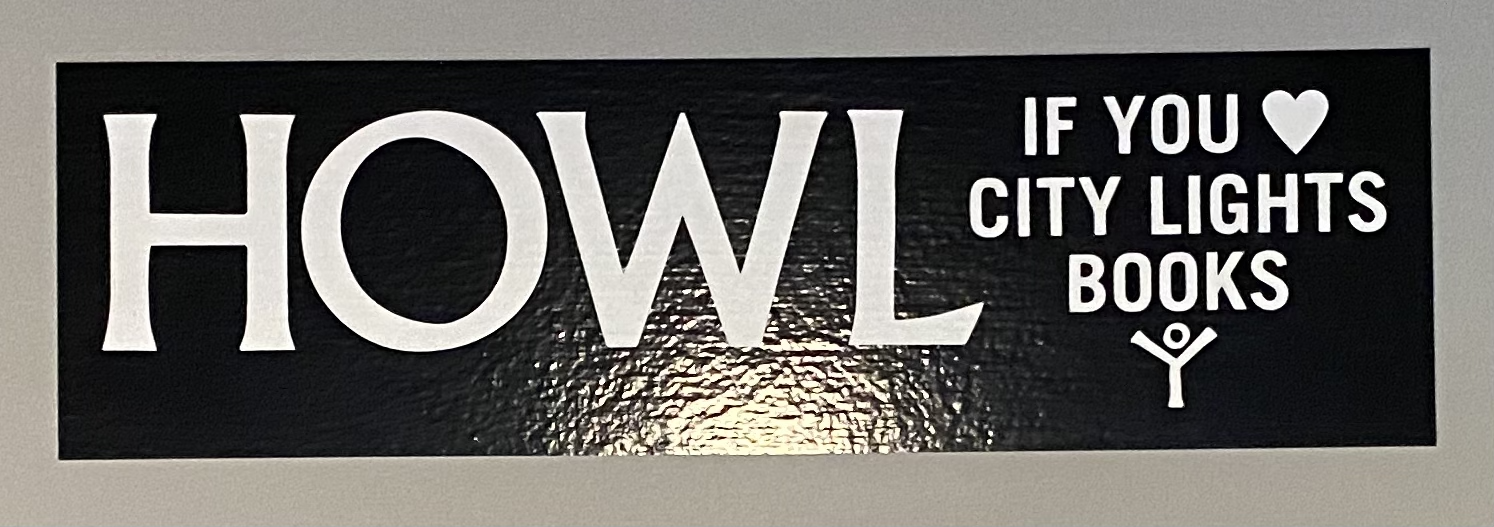 HOWL
IF YOU ♥
CITY LIGHTS
BOOKS